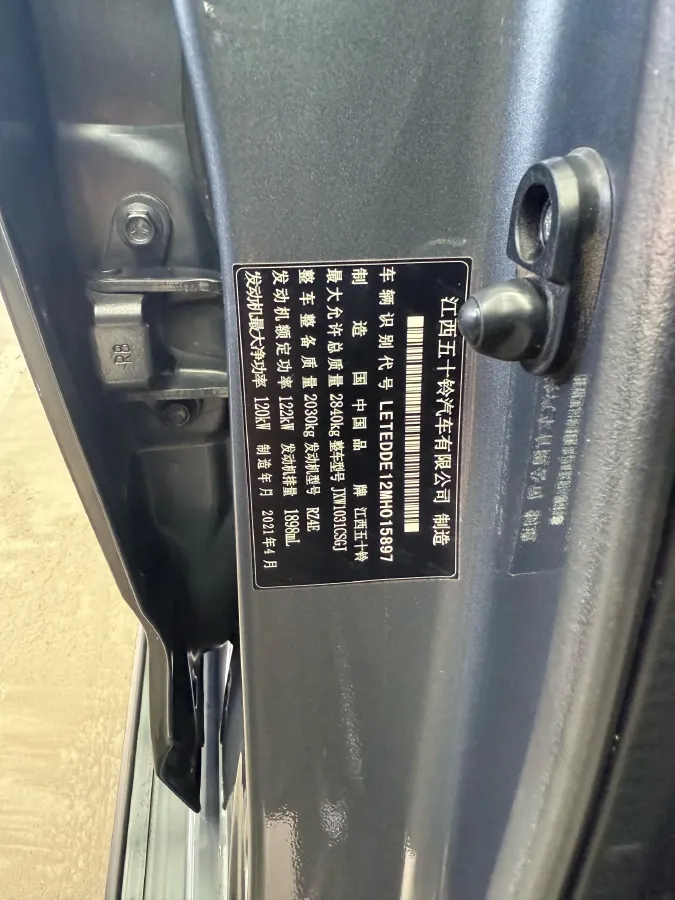 江西五十铃汽车有限公司 制造
车辆识别代号 LETEDDE12MH015897
制造国 中国 品牌 江西五十铃
最大允许总质量 2840kg 整车型号 JXW1031CSGJ
整车整备质量 2030kg 发动机型号 RZ4E
发动机额定功率 122kW 发动机排量 1898mL
发动机最大净功率 120kW 制造年月 2021年4月
RB